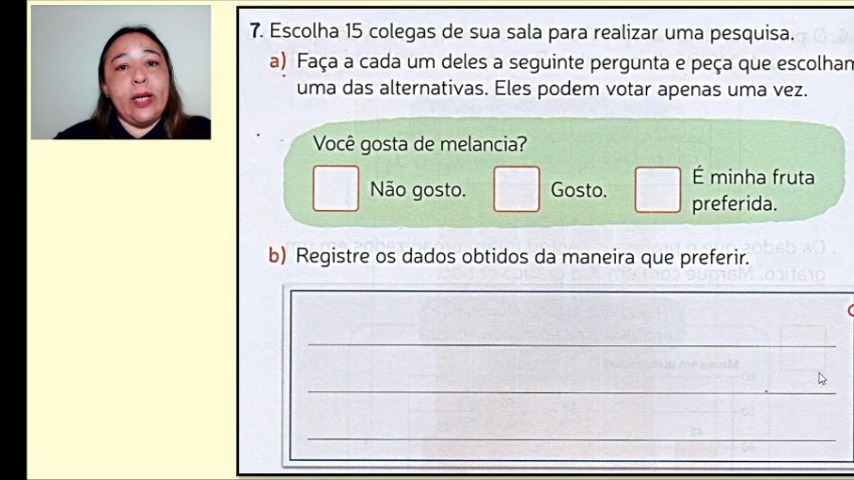 7. Escolha 15 colegas de sua sala para realizar uma pesquisa.
a) Faça a cada um deles a seguinte pergunta e peça que escolham
uma das alternativas. Eles podem votar apenas uma vez.
Você gosta de melancia?
Não gosto.
Gosto.
É minha fruta
preferida.
b) Registre os dados obtidos da maneira que preferir.